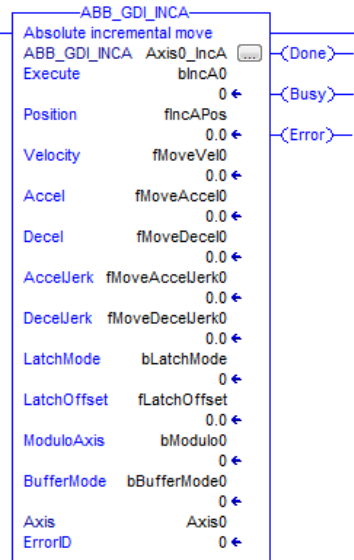 ABB_GDI_INCA
Absolute incremental move
ABB_GDI_INCA Axis0_IncA ... (Done)
Execute bIncA0
0 (Busy)
Position fIncAPos
0.0 (Error)
Velocity fMoveVel0
0.0
Accel fMoveAccel0
0.0
Decel fMoveDecel0
0.0
AccelJerk fMoveAccelJerk0
0.0
DecelJerk fMoveDecelJerk0
0.0
LatchMode bLatchMode
0
LatchOffset fLatchOffset
0.0
ModuloAxis bModulo0
0
BufferMode bBufferMode0
0
Axis Axis0
ErrorID 0